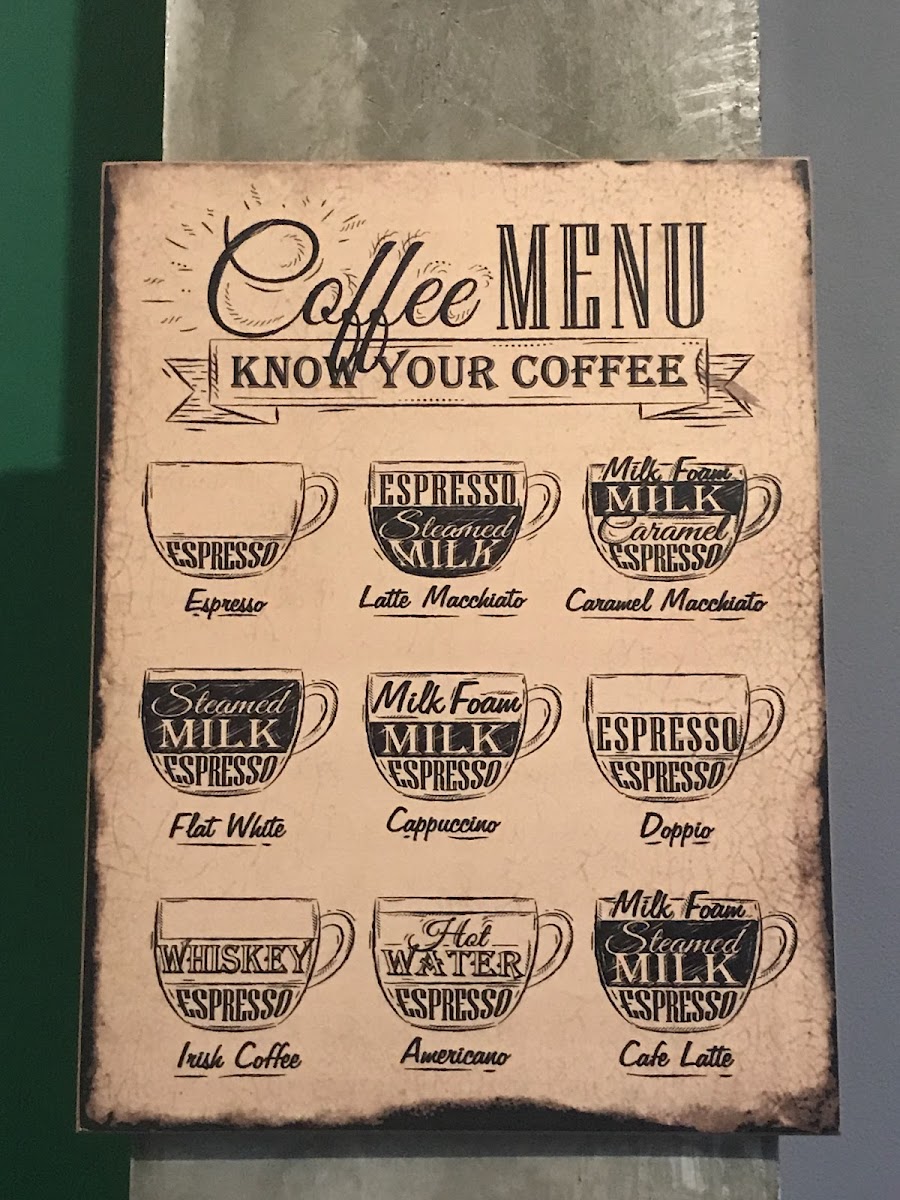 Coffee MENU
KNOW YOUR COFFEE
ESPRESSO
Espresso
ESPRESSO
Steamed
MILK
Latte Macchiato
Milk Foam
MILK
Caramel
ESPRESSO
Caramel Macchiato
Steamed
MILK
ESPRESSO
Flat White
Milk Foam
MILK
ESPRESSO
Cappuccino
ESPRESSO
ESPRESSO
Doppio
WHISKEY
ESPRESSO
Irish Coffee
Hot
WATER
ESPRESSO
Americano
Milk Foam
Steamed
MILK
ESPRESSO
Cafe Latte